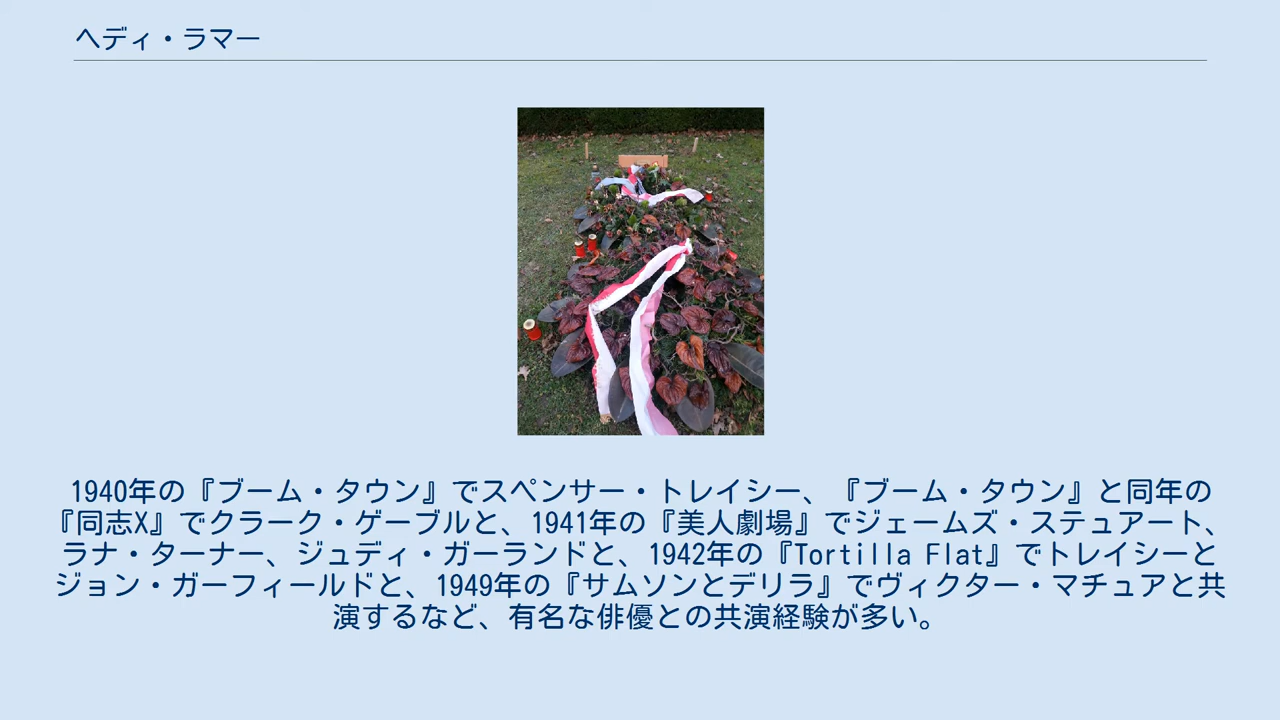 ヘディ・ラマー
1940年の『ブーム・タウン』でスペンサー・トレイシー、『ブーム・タウン』と同年の
『同志X』でクラーク・ゲーブルと、1941年の『美人劇場』でジェームズ・ステュアート、
ラナ・ターナー、ジュディ・ガーランドと、1942年の『Tortilla Flat』でトレイシーと
ジョン・ガーフィールドと、1949年の『サムソンとデリラ』でヴィクター・マチュアと共
演するなど、有名な俳優との共演経験が多い。